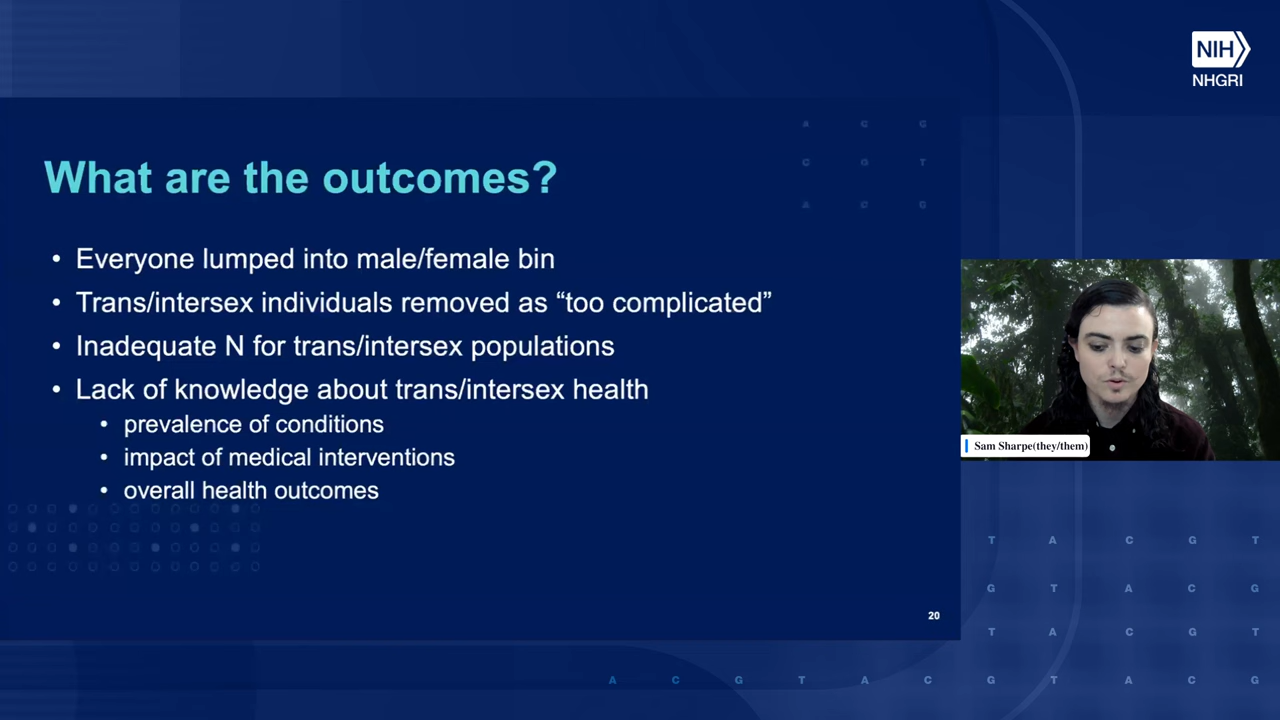 NIH
NHGRI
A C G
C G T
A C G
What are the outcomes?
• Everyone lumped into male/female bin
• Trans/intersex individuals removed as “too complicated”
• Inadequate N for trans/intersex populations
• Lack of knowledge about trans/intersex health
• prevalence of conditions
• impact of medical interventions
• overall health outcomes
Sam Sharpe(they/them)
20
T A C G T
G T A C G
T A C G T
A C G T A C G T A C G